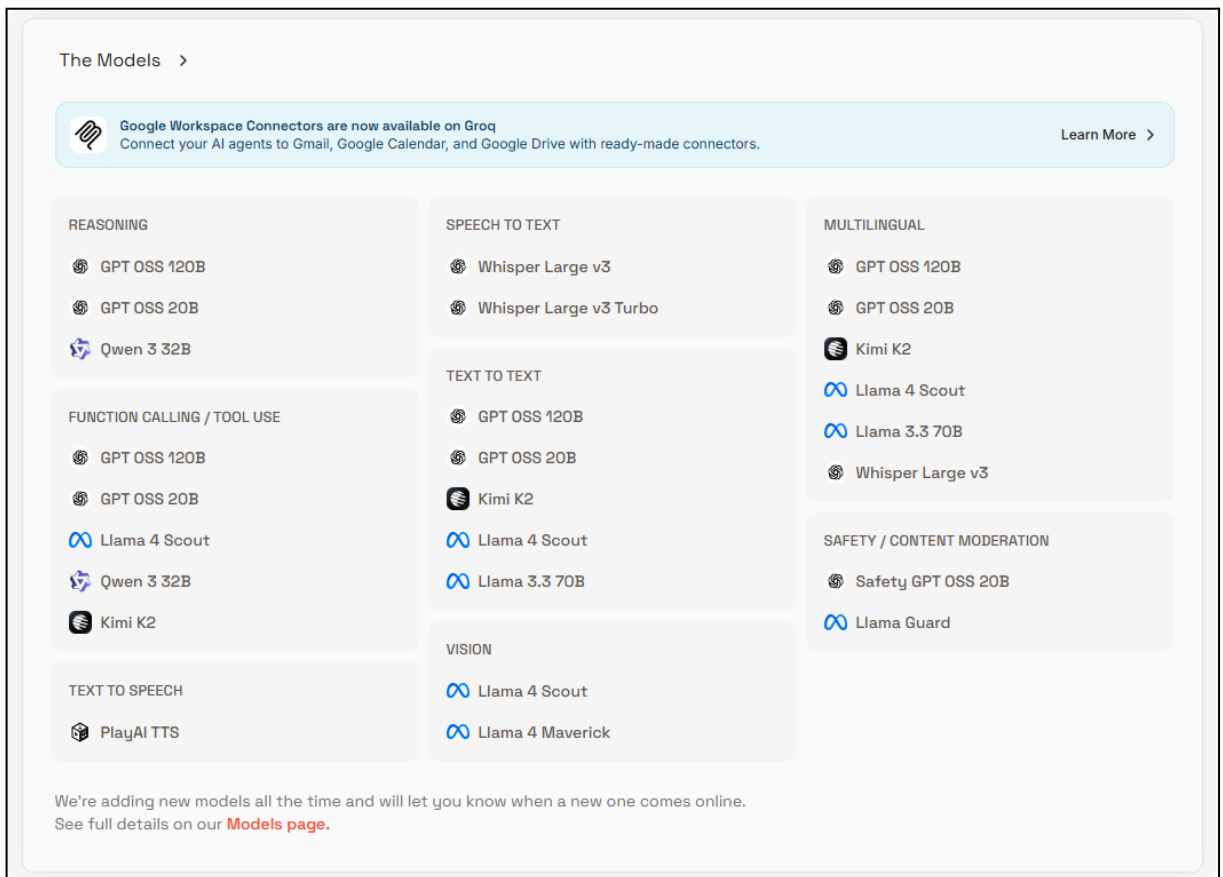 The Models
Google Workspace Connectors are now available on Groq
Connect your AI agents to Gmail, Google Calendar, and Google Drive with ready-made connectors.
Learn More
REASONING
GPT OSS 120B
GPT OSS 20B
Qwen 3 32B
FUNCTION CALLING / TOOL USE
GPT OSS 120B
GPT OSS 20B
Llama 4 Scout
Qwen 3 32B
Kimi K2
TEXT TO SPEECH
PlayAI TTS
SPEECH TO TEXT
Whisper Large v3
Whisper Large v3 Turbo
TEXT TO TEXT
GPT OSS 120B
GPT OSS 20B
Kimi K2
Llama 4 Scout
Llama 3.3 70B
VISION
Llama 4 Scout
Llama 4 Maverick
MULTILINGUAL
GPT OSS 120B
GPT OSS 20B
Kimi K2
Llama 4 Scout
Llama 3.3 70B
Whisper Large v3
SAFETY / CONTENT MODERATION
Safety GPT OSS 20B
Llama Guard
We're adding new models all the time and will let you know when a new one comes online.
See full details on our Models page.